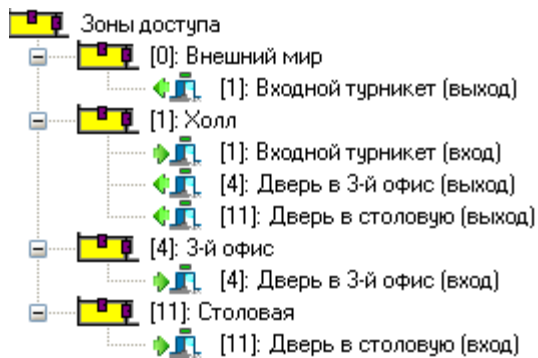 Зоны доступа
[0]: Внешний мир
[1]: Входной турникет (выход)
[1]: Холл
[1]: Входной турникет (вход)
[4]: Дверь в 3-й офис (выход)
[11]: Дверь в столовую (выход)
[4]: 3-й офис
[4]: Дверь в 3-й офис (вход)
[11]: Столовая
[11]: Дверь в столовую (вход)